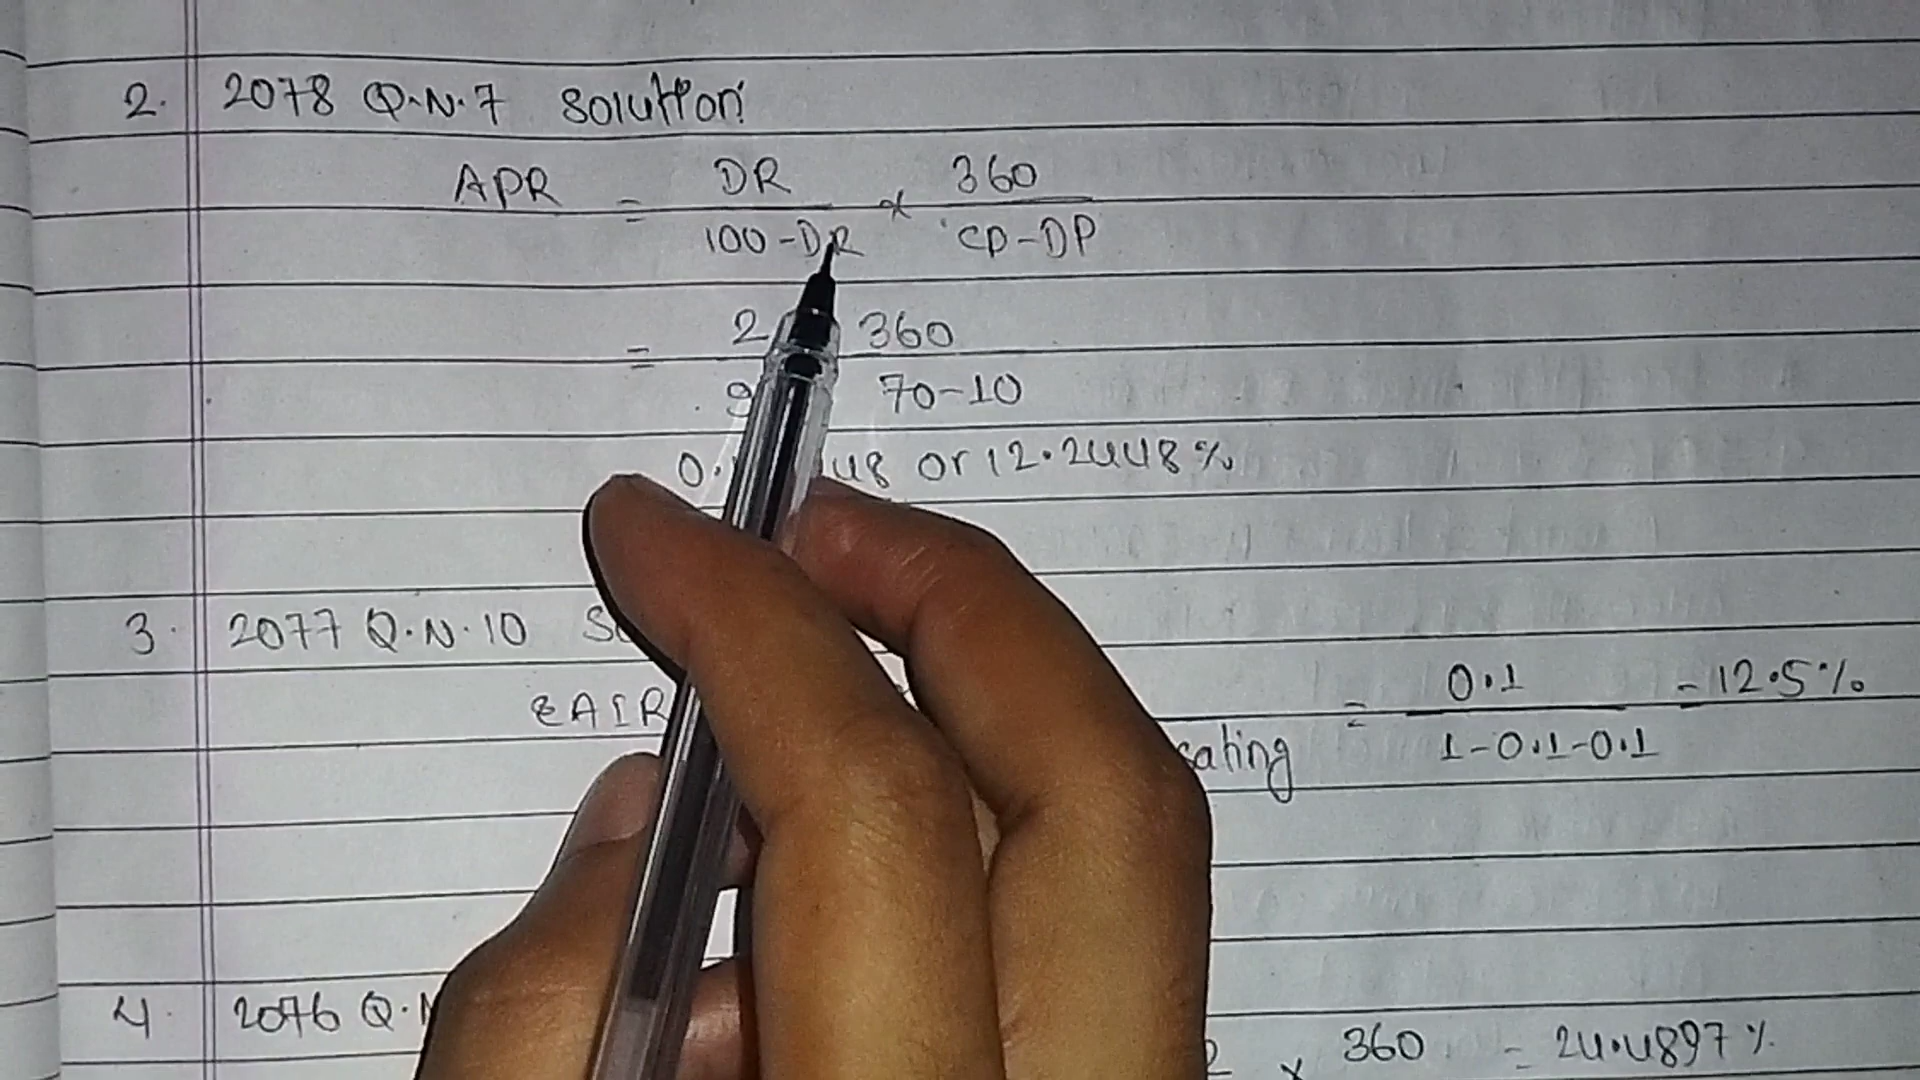 2. 2078 Q.N.7 Solution:
APR = DR / 100-DR × 360 / CP-DP
= 2 360 / 70-10
0. 48 or 12.2448%
3. 2077 Q.N.10
EAIR = 0.1 / 1-0.1-0.1 = 12.5%
4. 2076 Q.N
× 360 = 24.4897%